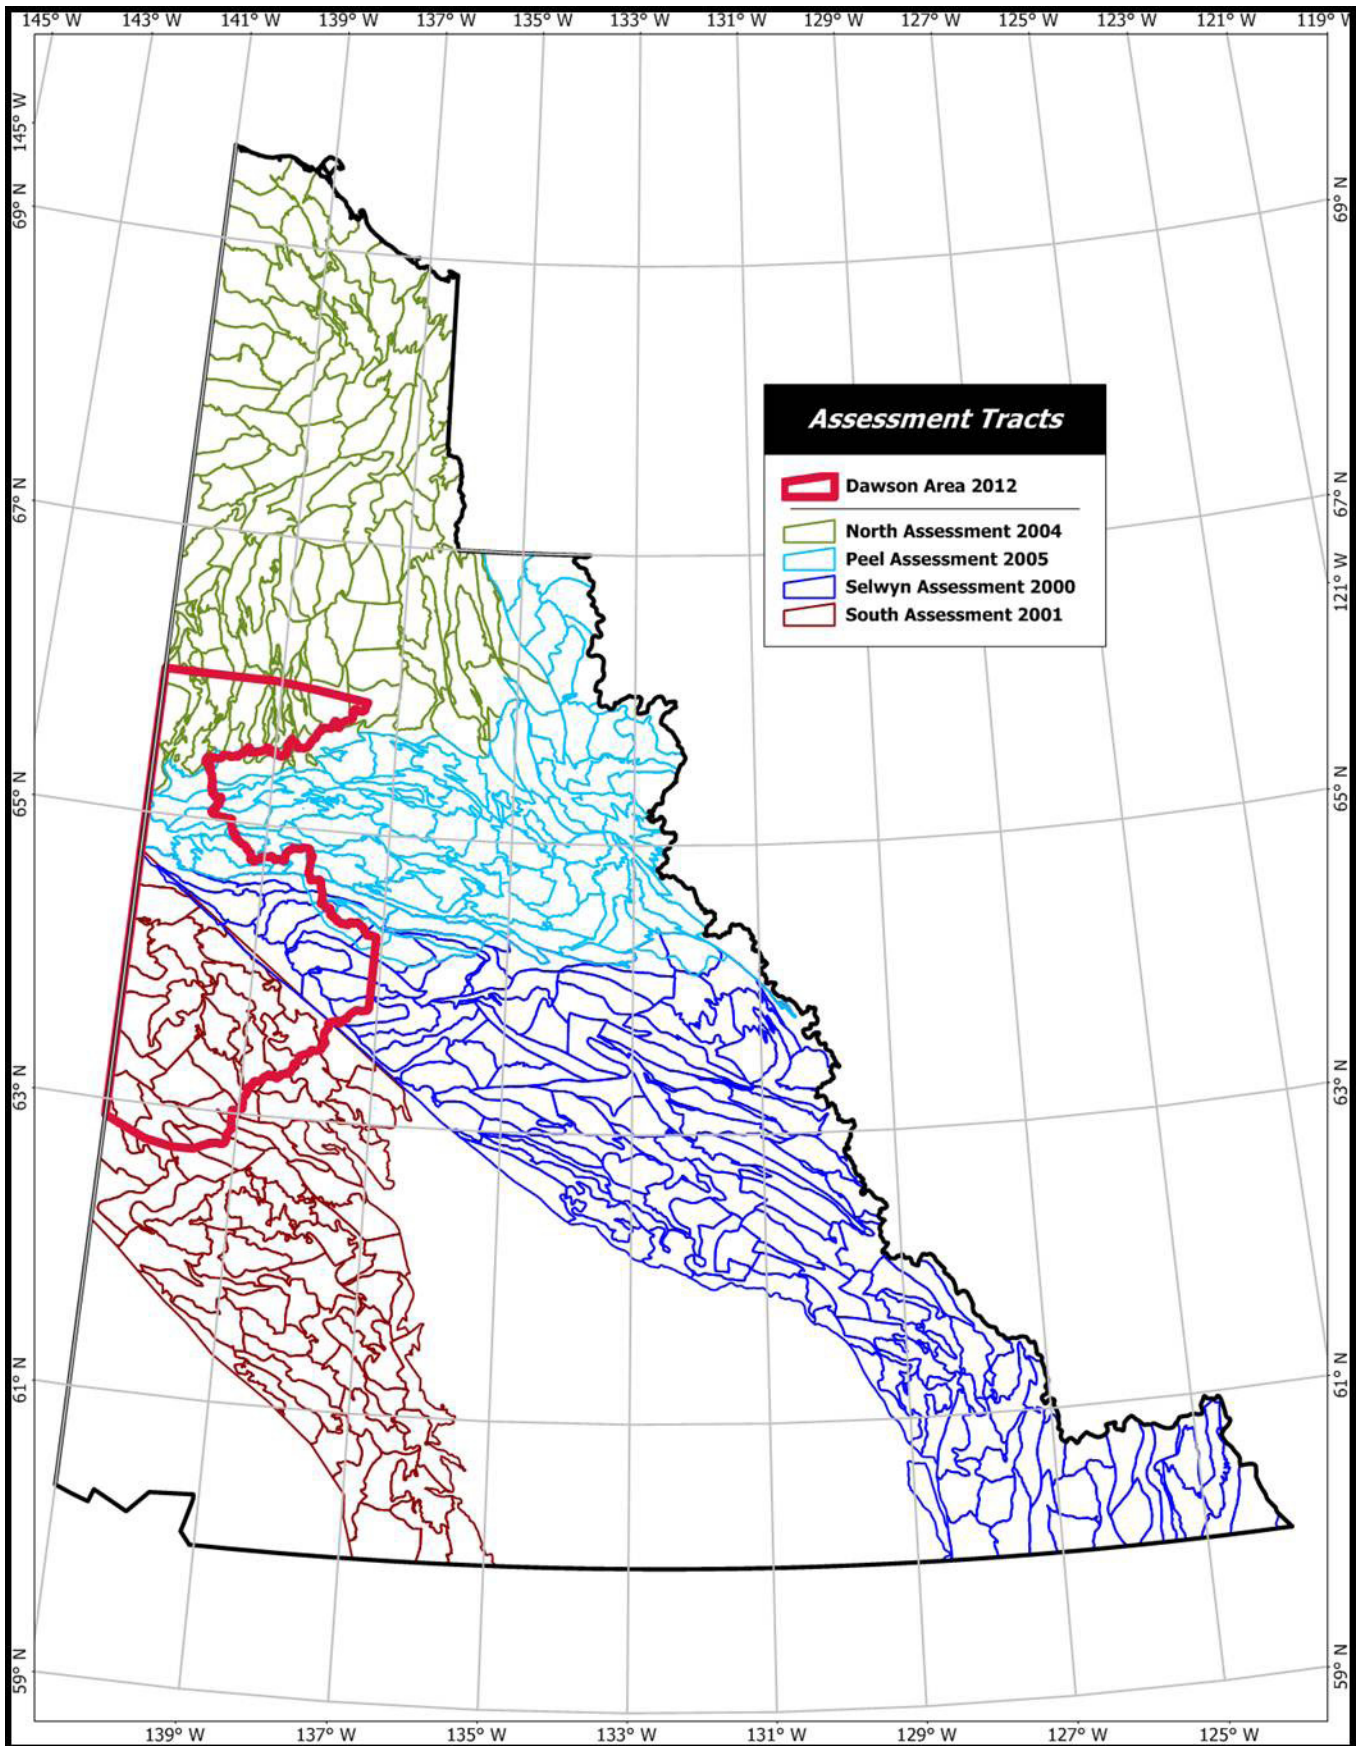 145° W 143° W 141° W 139° W 137° W 135° W 133° W 131° W 129° W 127° W 125° W 123° W 121° W 119° W
145° W
69° N
69° N
Assessment Tracts
Dawson Area 2012
North Assessment 2004
Peel Assessment 2005
Selwyn Assessment 2000
South Assessment 2001
67° N
67° N
121° W
65° N
65° N
63° N
63° N
61° N
61° N
59° N
59° N
139° W 137° W 135° W 133° W 131° W 129° W 127° W 125° W